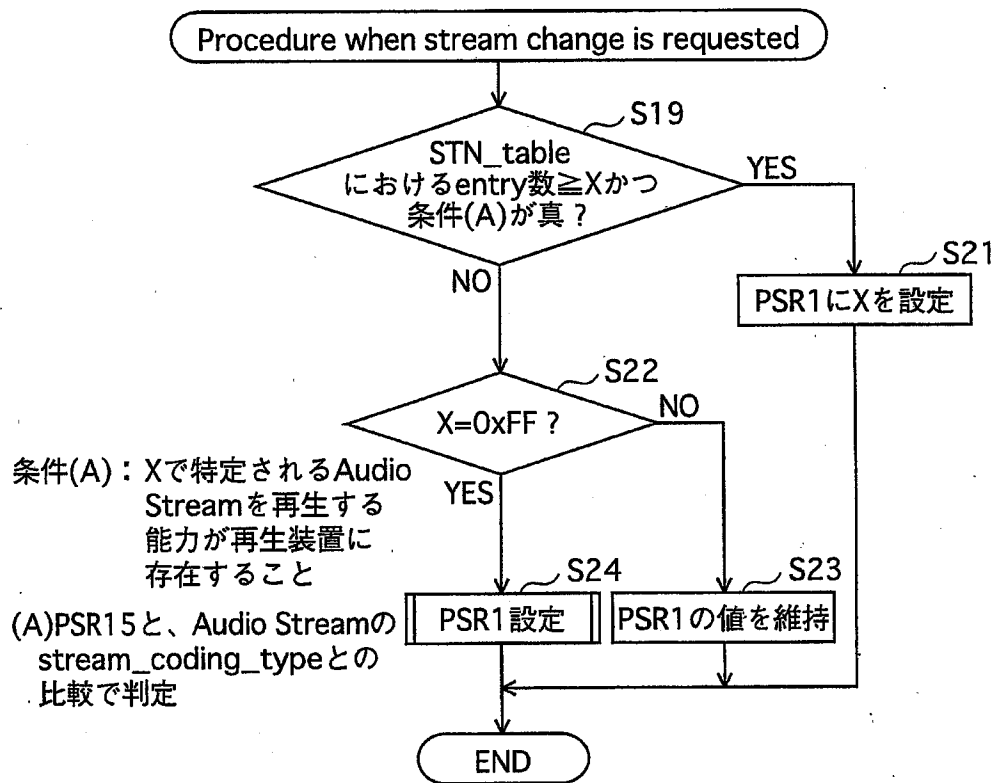 Procedure when stream change is requested
S19
STN_table
におけるentry数≧Xかつ
条件(A)が真？
YES
NO
S21
PSR1にXを設定
S22
X=0xFF？
NO
YES
条件(A)：Xで特定されるAudio
Streamを再生する
能力が再生装置に
存在すること
(A)PSR15と、Audio Streamの
stream_coding_typeとの
比較で判定
S24
PSR1設定
S23
PSR1の値を維持
END